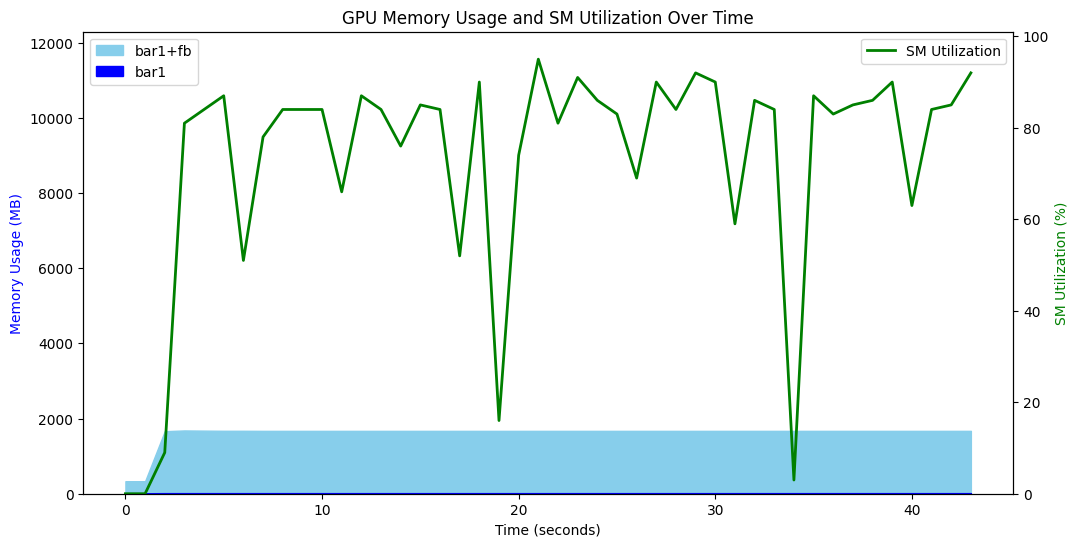 GPU Memory Usage and SM Utilization Over Time
bar1+fb
bar1
SM Utilization
Memory Usage (MB)
12000
10000
8000
6000
4000
2000
0
100
80
60
40
20
0
SM Utilization (%)
0 10 20 30 40
Time (seconds)